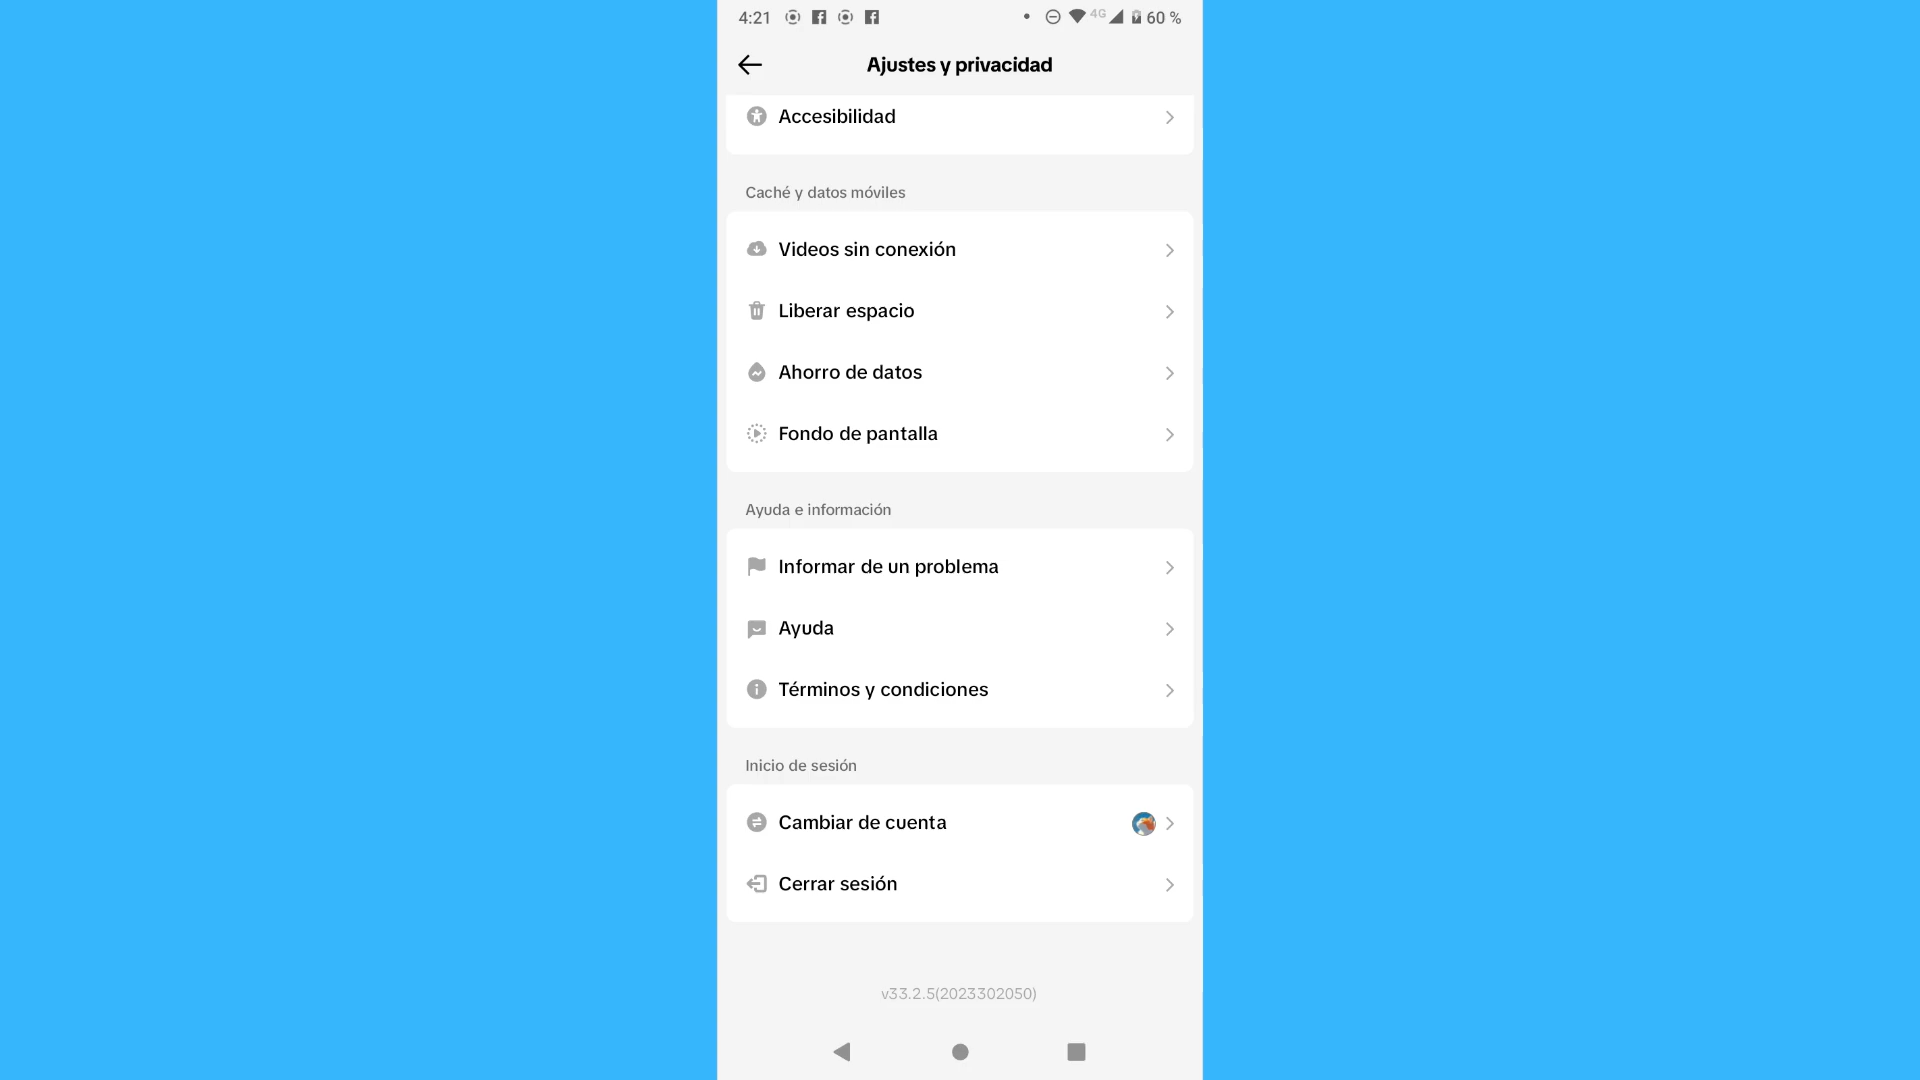 4:21
4G 60 %
Ajustes y privacidad
Accesibilidad
Caché y datos móviles
Videos sin conexión
Liberar espacio
Ahorro de datos
Fondo de pantalla
Ayuda e información
Informar de un problema
Ayuda
Términos y condiciones
Inicio de sesión
Cambiar de cuenta
Cerrar sesión
v33.2.5(2023302050)